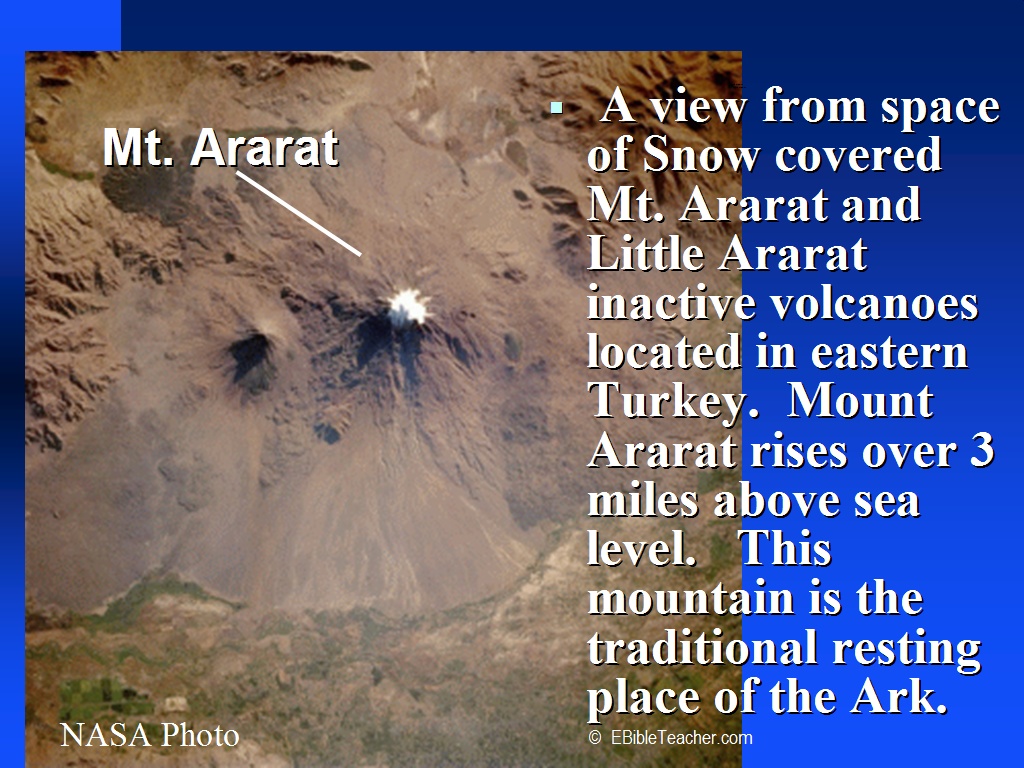 Mt. Ararat
▪ A view from space
of Snow covered
Mt. Ararat and
Little Ararat
inactive volcanoes
located in eastern
Turkey.  Mount
Ararat rises over 3
miles above sea
level.   This
mountain is the
traditional resting
place of the Ark.
NASA Photo
© EBibleTeacher.com